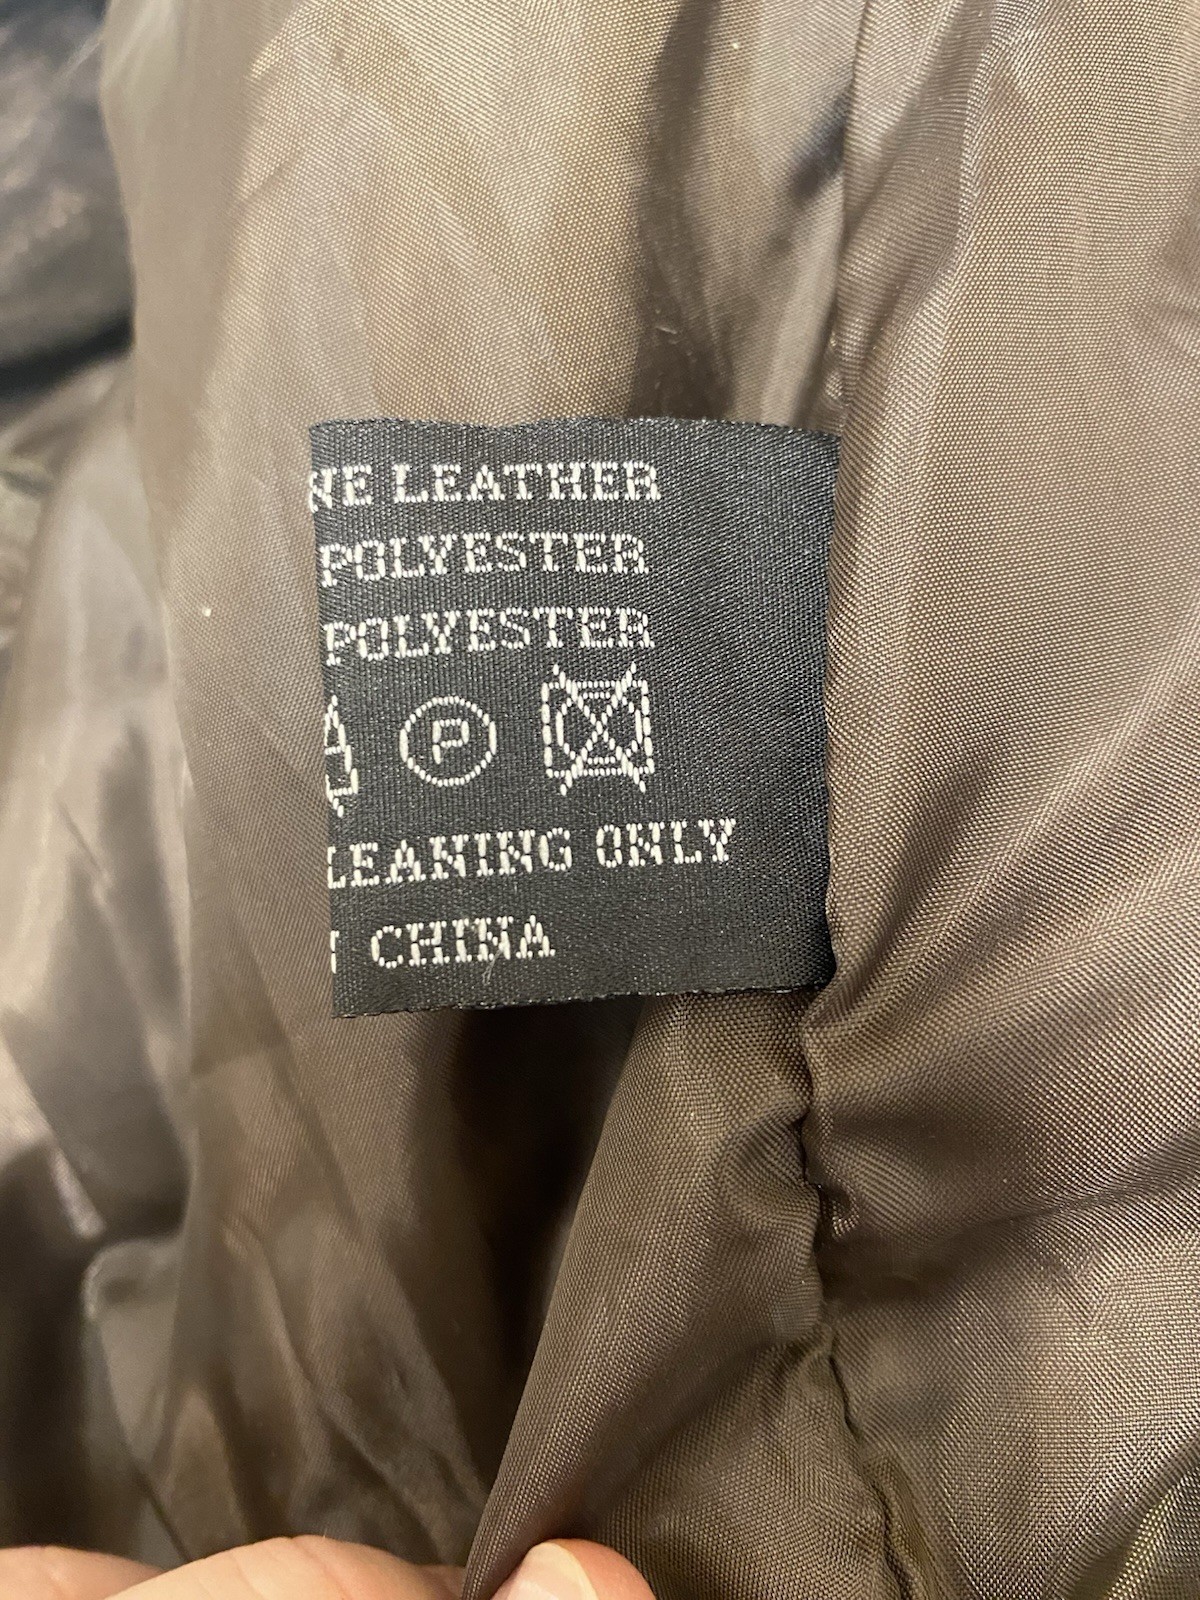 NE LEATHER
POLYESTER
POLYESTER
P
LEANING ONLY
CHINA